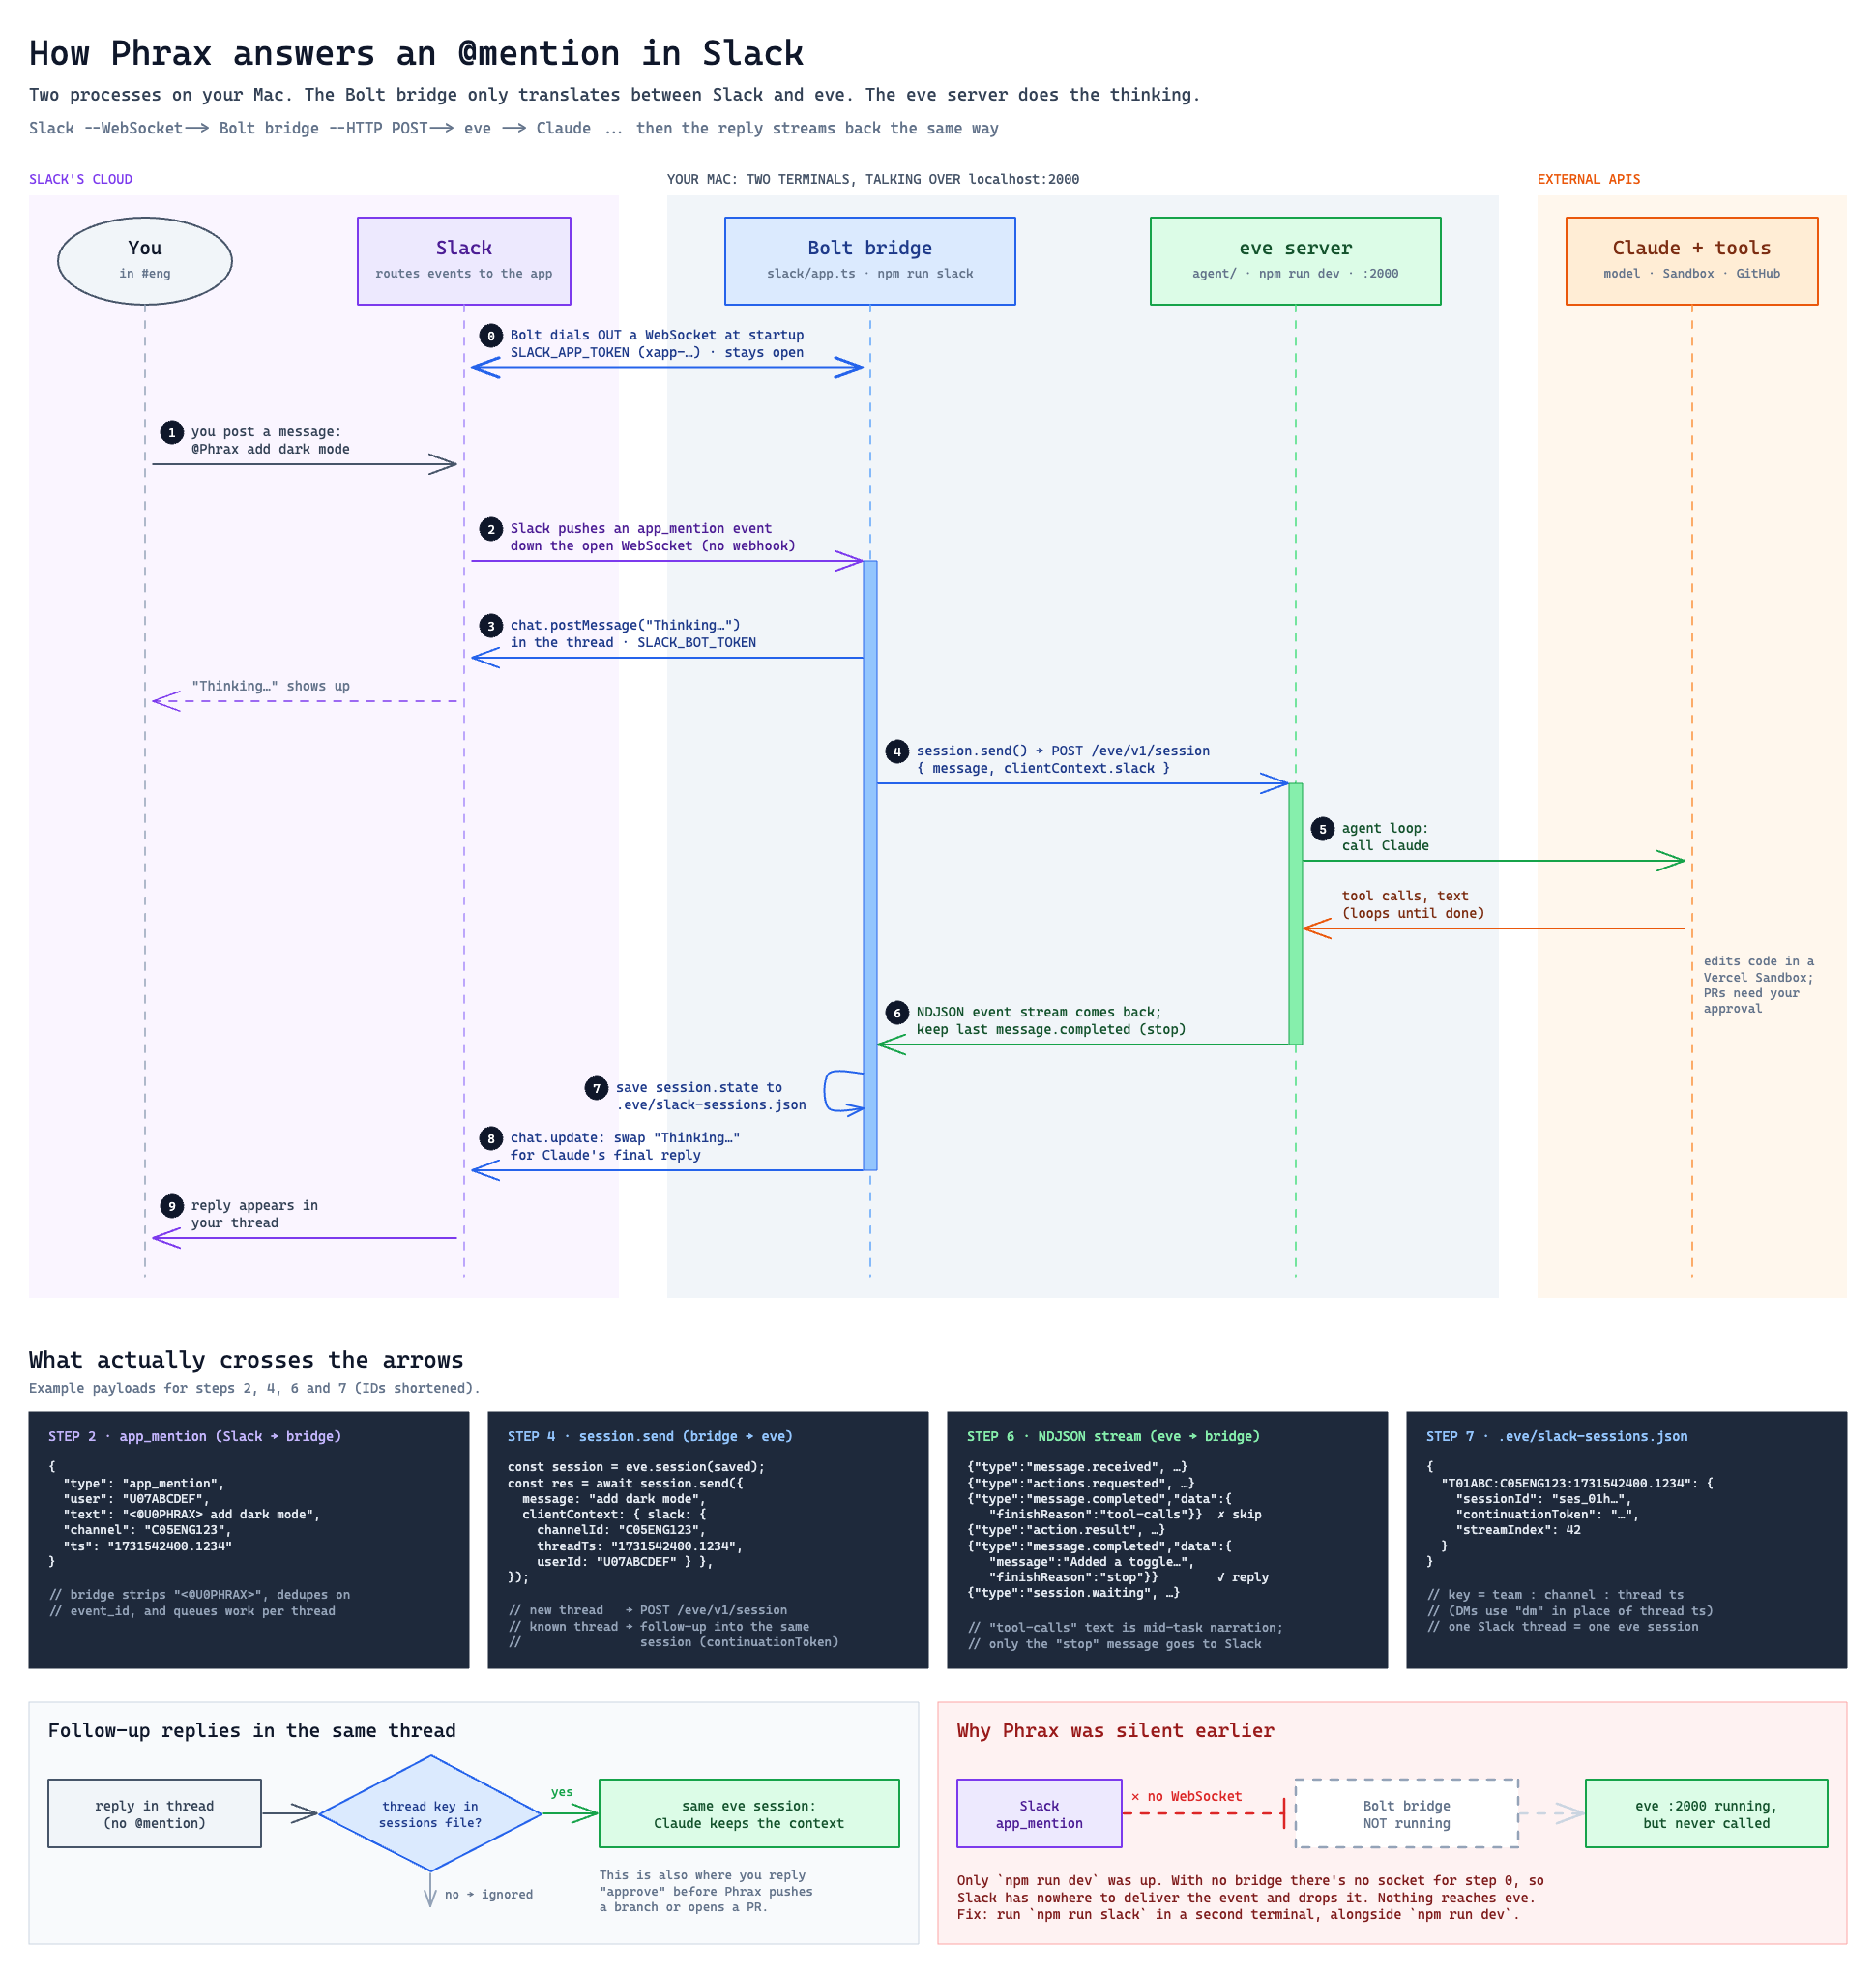 How Phrax answers an @mention in Slack
Two processes on your Mac. The Bolt bridge only translates between Slack and eve. The eve server does the thinking.
Slack --WebSocket──> Bolt bridge --HTTP POST──> eve ──> Claude ... then the reply streams back the same way
SLACK'S CLOUD
YOUR MAC: TWO TERMINALS, TALKING OVER localhost:2000
EXTERNAL APIS
You
in #eng
Slack
routes events to the app
Bolt bridge
slack/app.ts · npm run slack
eve server
agent/ · npm run dev · :2000
Claude + tools
model · Sandbox · GitHub
0 Bolt dials OUT a WebSocket at startup
SLACK_APP_TOKEN (xapp-…) · stays open
1 you post a message:
@Phrax add dark mode
2 Slack pushes an app_mention event
down the open WebSocket (no webhook)
3 chat.postMessage("Thinking…")
in the thread · SLACK_BOT_TOKEN
"Thinking…" shows up
4 session.send() → POST /eve/v1/session
{ message, clientContext.slack }
5 agent loop:
call Claude
tool calls, text
(loops until done)
edits code in a
Vercel Sandbox;
PRs need your
approval
6 NDJSON event stream comes back;
keep last message.completed (stop)
7 save session.state to
.eve/slack-sessions.json
8 chat.update: swap "Thinking…"
for Claude's final reply
9 reply appears in
your thread
What actually crosses the arrows
Example payloads for steps 2, 4, 6 and 7 (IDs shortened).
STEP 2 · app_mention (Slack → bridge)
{
"type": "app_mention",
"user": "U07ABCDEF",
"text": "<@U0PHRAX> add dark mode",
"channel": "C05ENG123",
"ts": "1731542400.1234"
}
// bridge strips "<@U0PHRAX>", dedupes on
// event_id, and queues work per thread
STEP 4 · session.send (bridge → eve)
const session = eve.session(saved);
const res = await session.send({
message: "add dark mode",
clientContext: { slack: {
channelId: "C05ENG123",
threadTs: "1731542400.1234",
userId: "U07ABCDEF" } },
});
// new thread → POST /eve/v1/session
// known thread → follow-up into the same
// session (continuationToken)
STEP 6 · NDJSON stream (eve → bridge)
{"type":"message.received", …}
{"type":"actions.requested", …}
{"type":"message.completed","data":{
"finishReason":"tool-calls"}} ✗ skip
{"type":"action.result", …}
{"type":"message.completed","data":{
"message":"Added a toggle…",
"finishReason":"stop"}} ✓ reply
{"type":"session.waiting", …}
// "tool-calls" text is mid-task narration;
// only the "stop" message goes to Slack
STEP 7 · .eve/slack-sessions.json
{
"T01ABC:C05ENG123:1731542400.1234": {
"sessionId": "ses_01h…",
"continuationToken": "…",
"streamIndex": 42
}
}
// key = team : channel : thread ts
// (DMs use "dm" in place of thread ts)
// one Slack thread = one eve session
Follow-up replies in the same thread
reply in thread
(no @mention)
thread key in
sessions file?
yes
same eve session:
Claude keeps the context
no → ignored
This is also where you reply
"approve" before Phrax pushes
a branch or opens a PR.
Why Phrax was silent earlier
Slack
app_mention
✕ no WebSocket
Bolt bridge
NOT running
eve :2000 running,
but never called
Only `npm run dev` was up. With no bridge there's no socket for step 0, so
Slack has nowhere to deliver the event and drops it. Nothing reaches eve.
Fix: run `npm run slack` in a second terminal, alongside `npm run dev`.